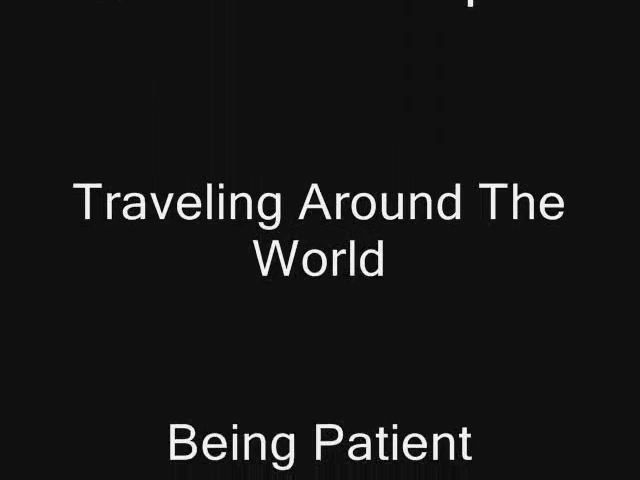 Traveling Around The
World
Being Patient